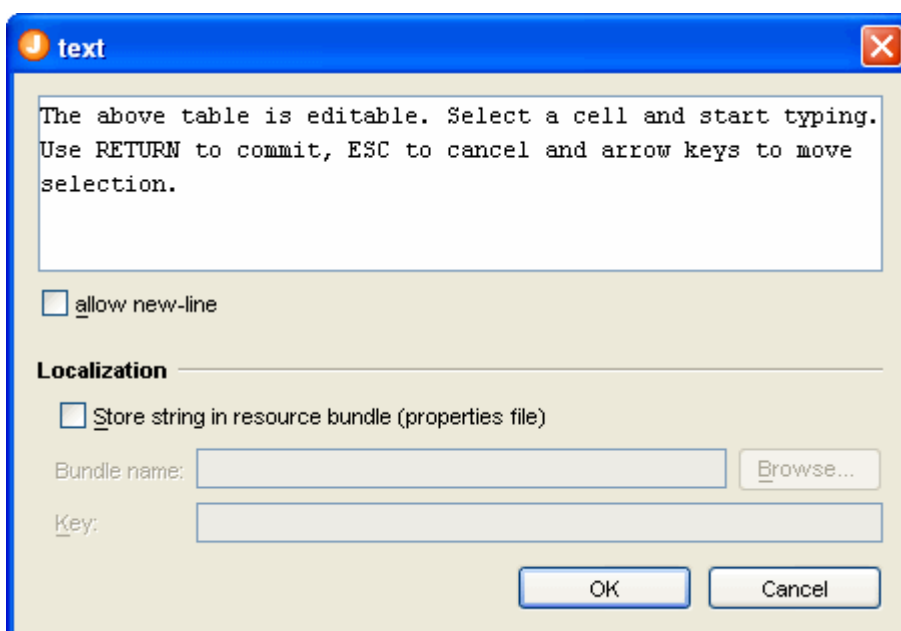 text
The above table is editable. Select a cell and start typing.
Use RETURN to commit, ESC to cancel and arrow keys to move
selection.
allow new-line
Localization
Store string in resource bundle (properties file)
Bundle name:
Browse...
Key:
OK
Cancel